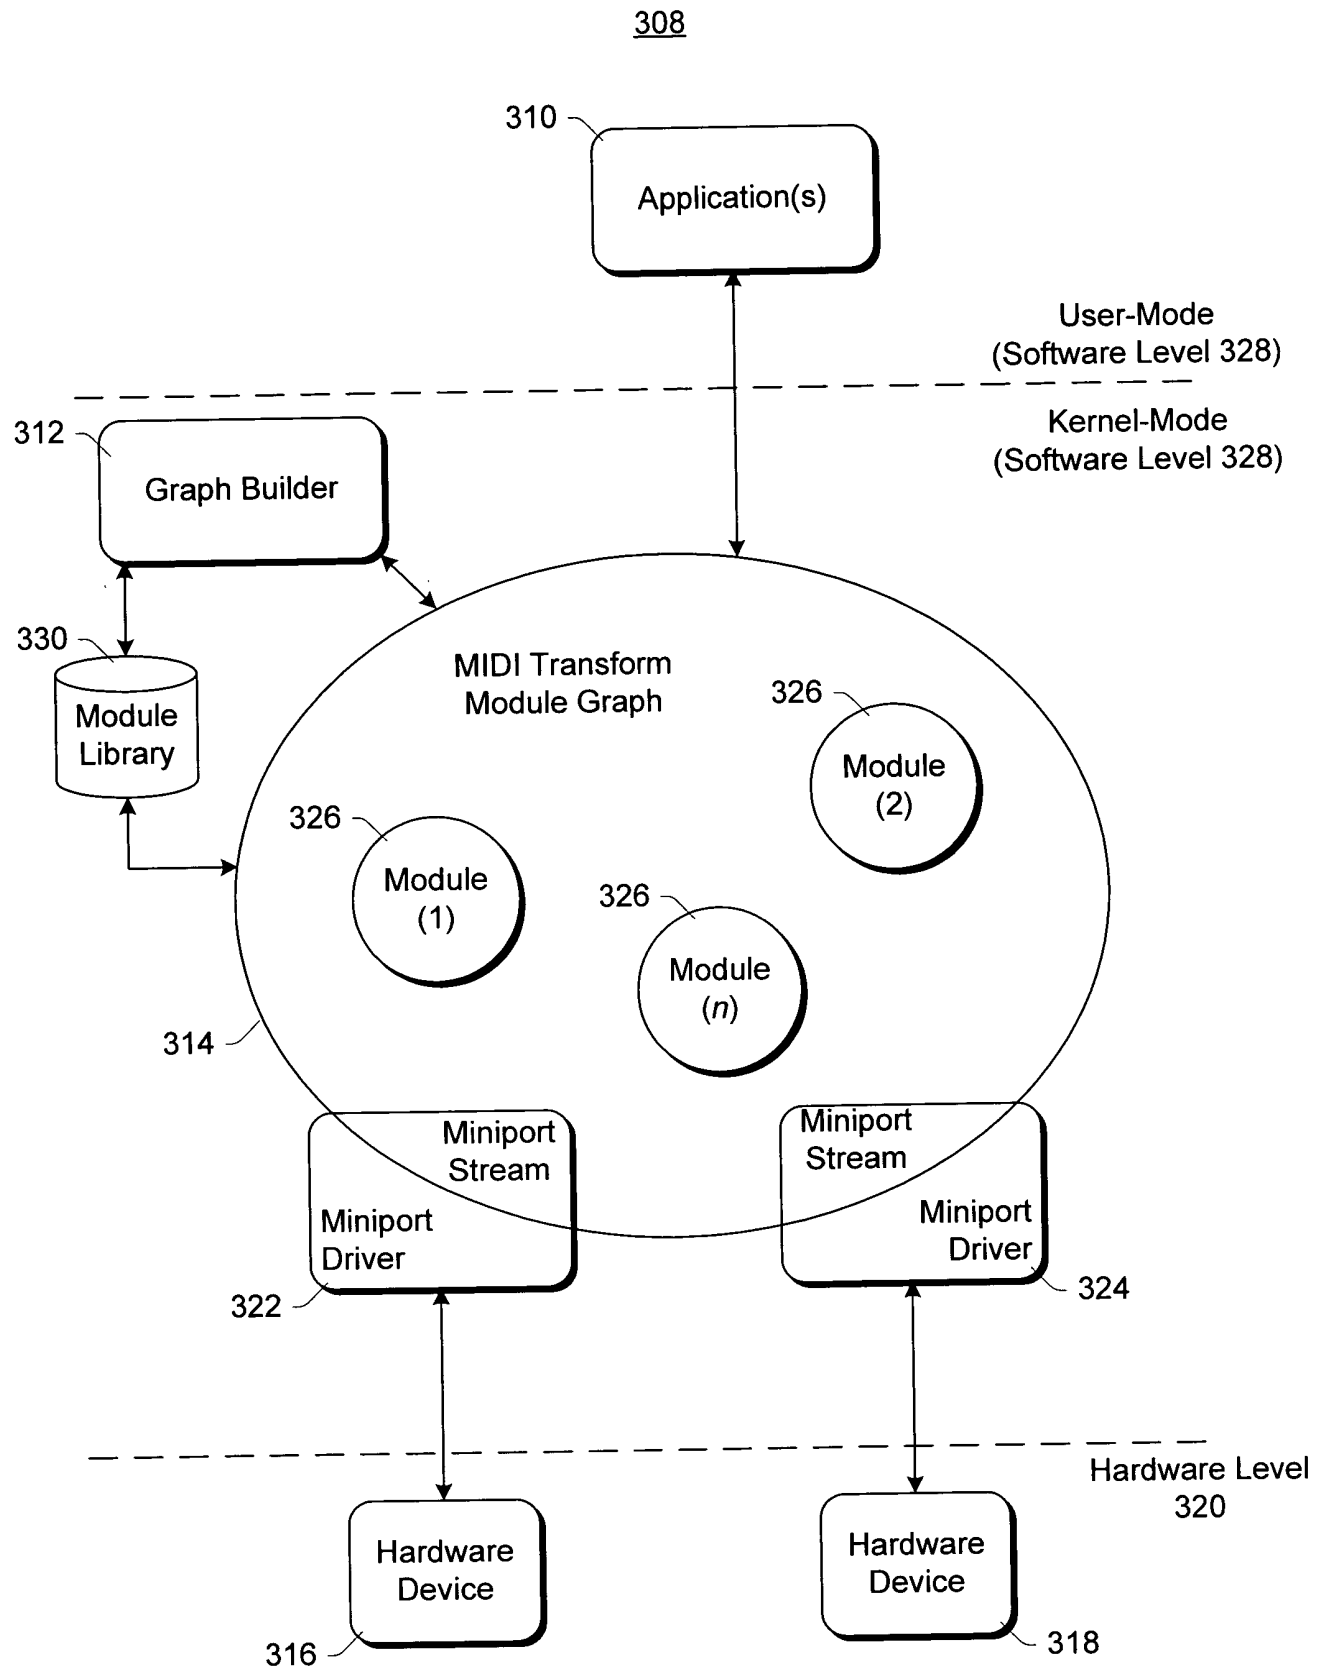 308
310
Application(s)
User-Mode
(Software Level 328)
Kernel-Mode
(Software Level 328)
312
Graph Builder
330
Module
Library
MIDI Transform
Module Graph
326
Module
(2)
326
Module
(1)
326
Module
(n)
314
Miniport
Stream
Miniport
Driver
322
Miniport
Stream
Miniport
Driver
324
Hardware Level
320
Hardware
Device
316
Hardware
Device
318